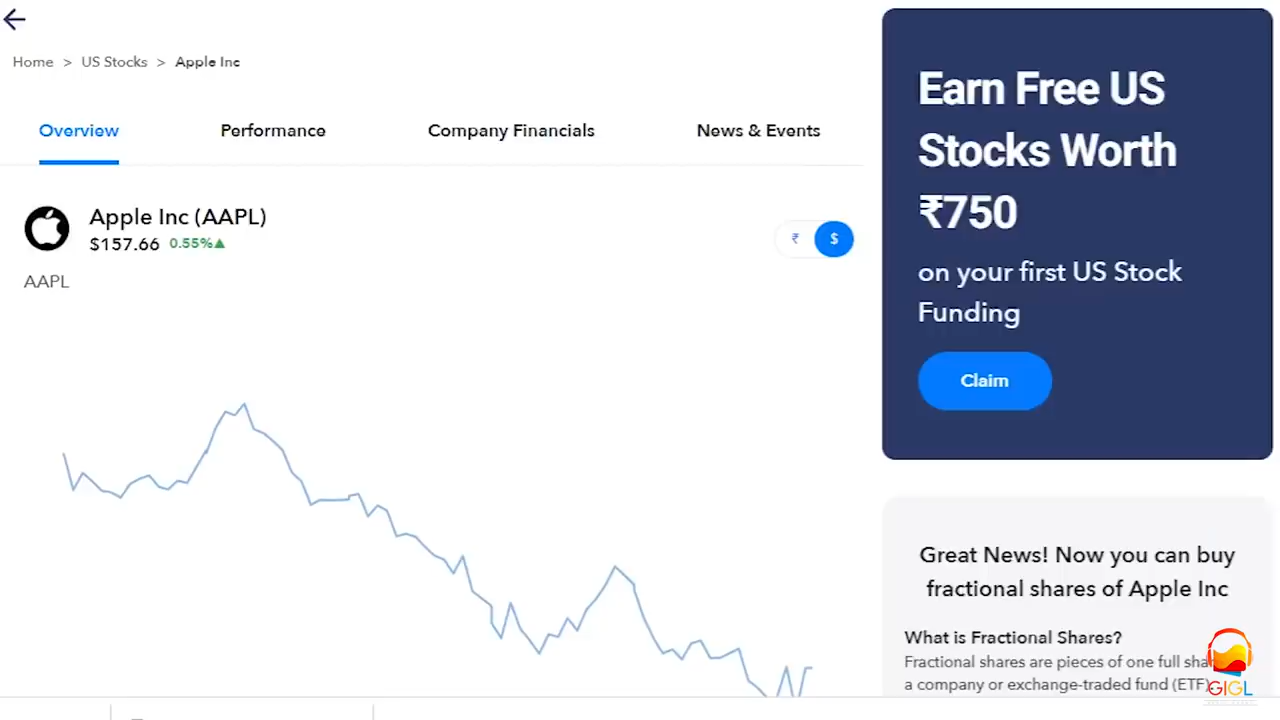 Home > US Stocks > Apple Inc
Overview Performance Company Financials News & Events
Apple Inc (AAPL)
$157.66 0.55%▲
₹ $
AAPL
Earn Free US
Stocks Worth
₹750
on your first US Stock
Funding
Claim
Great News! Now you can buy
fractional shares of Apple Inc
What is Fractional Shares?
Fractional shares are pieces of one full
a company or exchange-traded fund (ETF)
GIGL